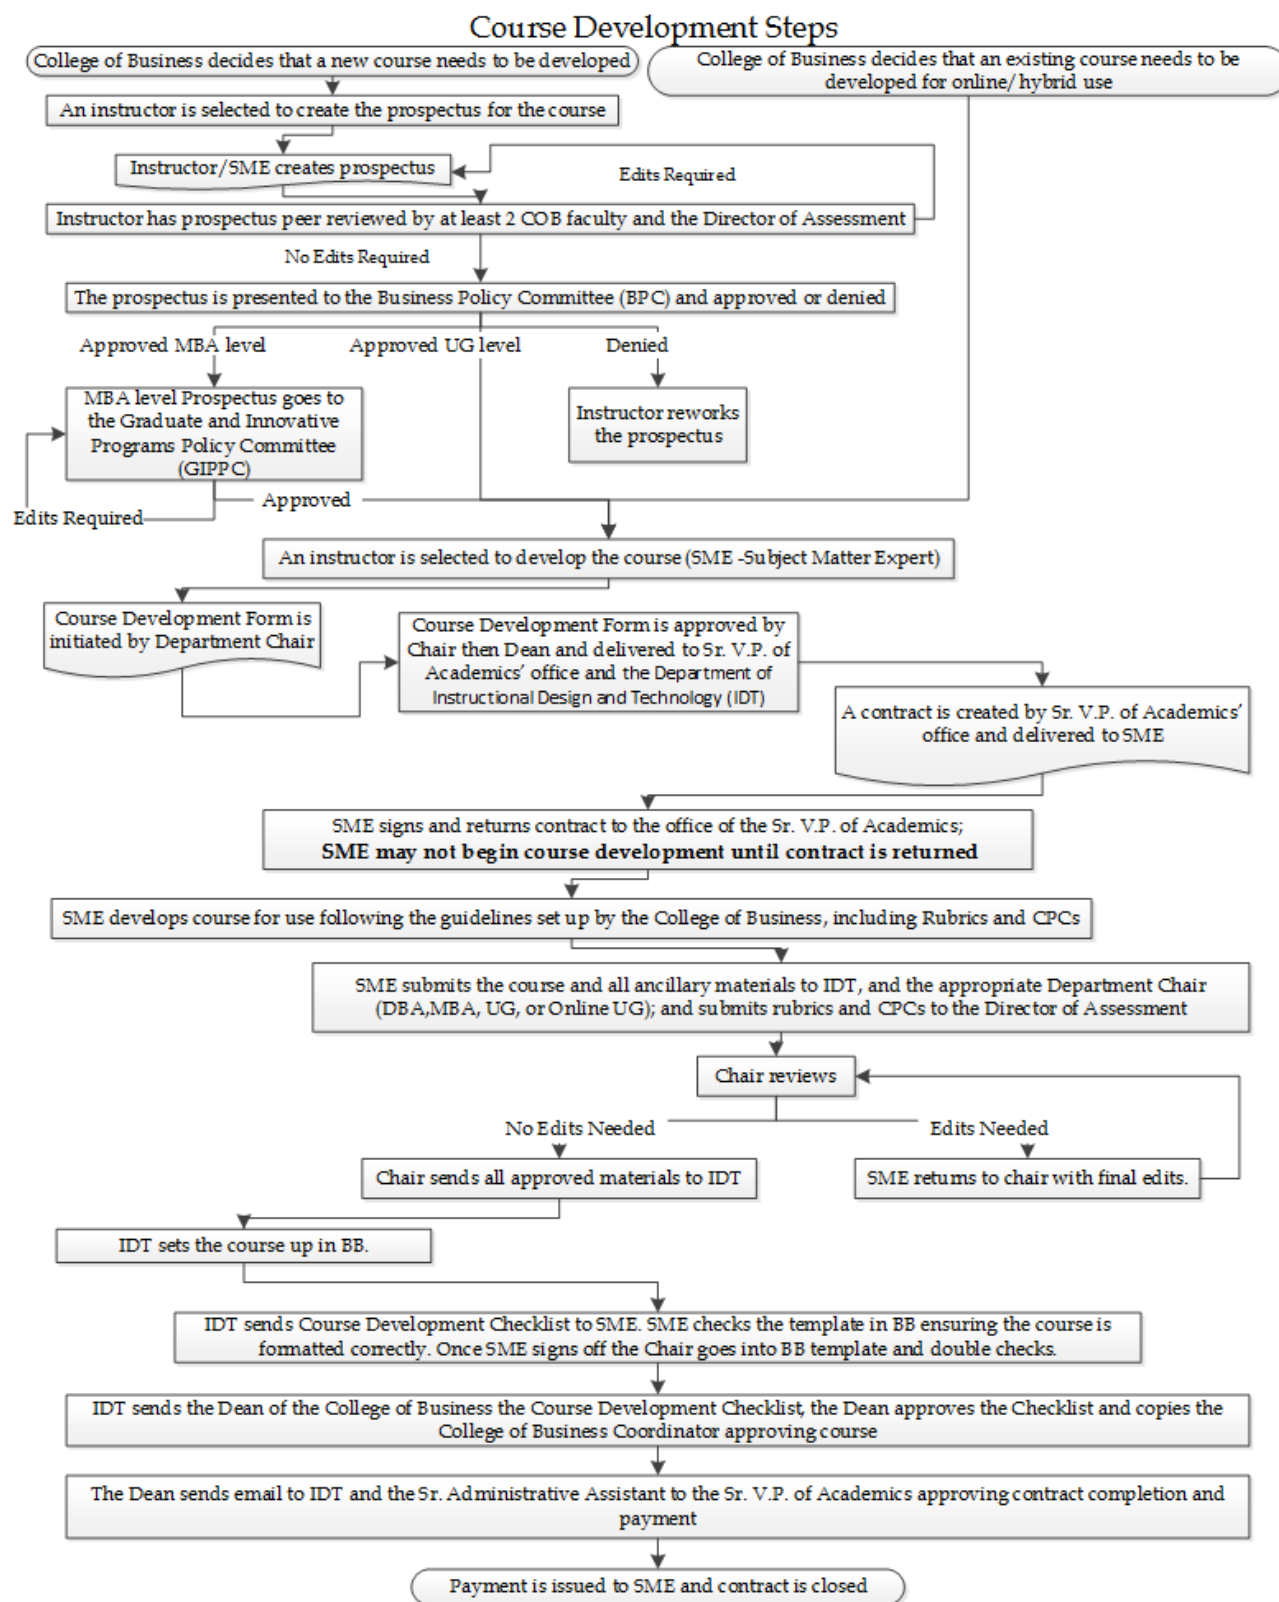 Course Development Steps
College of Business decides that a new course needs to be developed
College of Business decides that an existing course needs to be
developed for online/ hybrid use
An instructor is selected to create the prospectus for the course
Instructor/SME creates prospectus
Edits Required
Instructor has prospectus peer reviewed by at least 2 COB faculty and the Director of Assessment
No Edits Required
The prospectus is presented to the Business Policy Committee (BPC) and approved or denied
Approved MBA level
Approved UG level
Denied
MBA level Prospectus goes to
the Graduate and Innovative
Programs Policy Committee
(GIPPC)
Instructor reworks
the prospectus
Approved
Edits Required
An instructor is selected to develop the course (SME -Subject Matter Expert)
Course Development Form is
initiated by Department Chair
Course Development Form is approved by
Chair then Dean and delivered to Sr. V.P. of
Academics’ office and the Department of
Instructional Design and Technology (IDT)
A contract is created by Sr. V.P. of Academics’
office and delivered to SME
SME signs and returns contract to the office of the Sr. V.P. of Academics;
SME may not begin course development until contract is returned
SME develops course for use following the guidelines set up by the College of Business, including Rubrics and CPCs
SME submits the course and all ancillary materials to IDT, and the appropriate Department Chair
(DBA,MBA, UG, or Online UG); and submits rubrics and CPCs to the Director of Assessment
Chair reviews
No Edits Needed
Edits Needed
Chair sends all approved materials to IDT
SME returns to chair with final edits.
IDT sets the course up in BB.
IDT sends Course Development Checklist to SME. SME checks the template in BB ensuring the course is
formatted correctly. Once SME signs off the Chair goes into BB template and double checks.
IDT sends the Dean of the College of Business the Course Development Checklist, the Dean approves the Checklist and copies the
College of Business Coordinator approving course
The Dean sends email to IDT and the Sr. Administrative Assistant to the Sr. V.P. of Academics approving contract completion and
payment
Payment is issued to SME and contract is closed